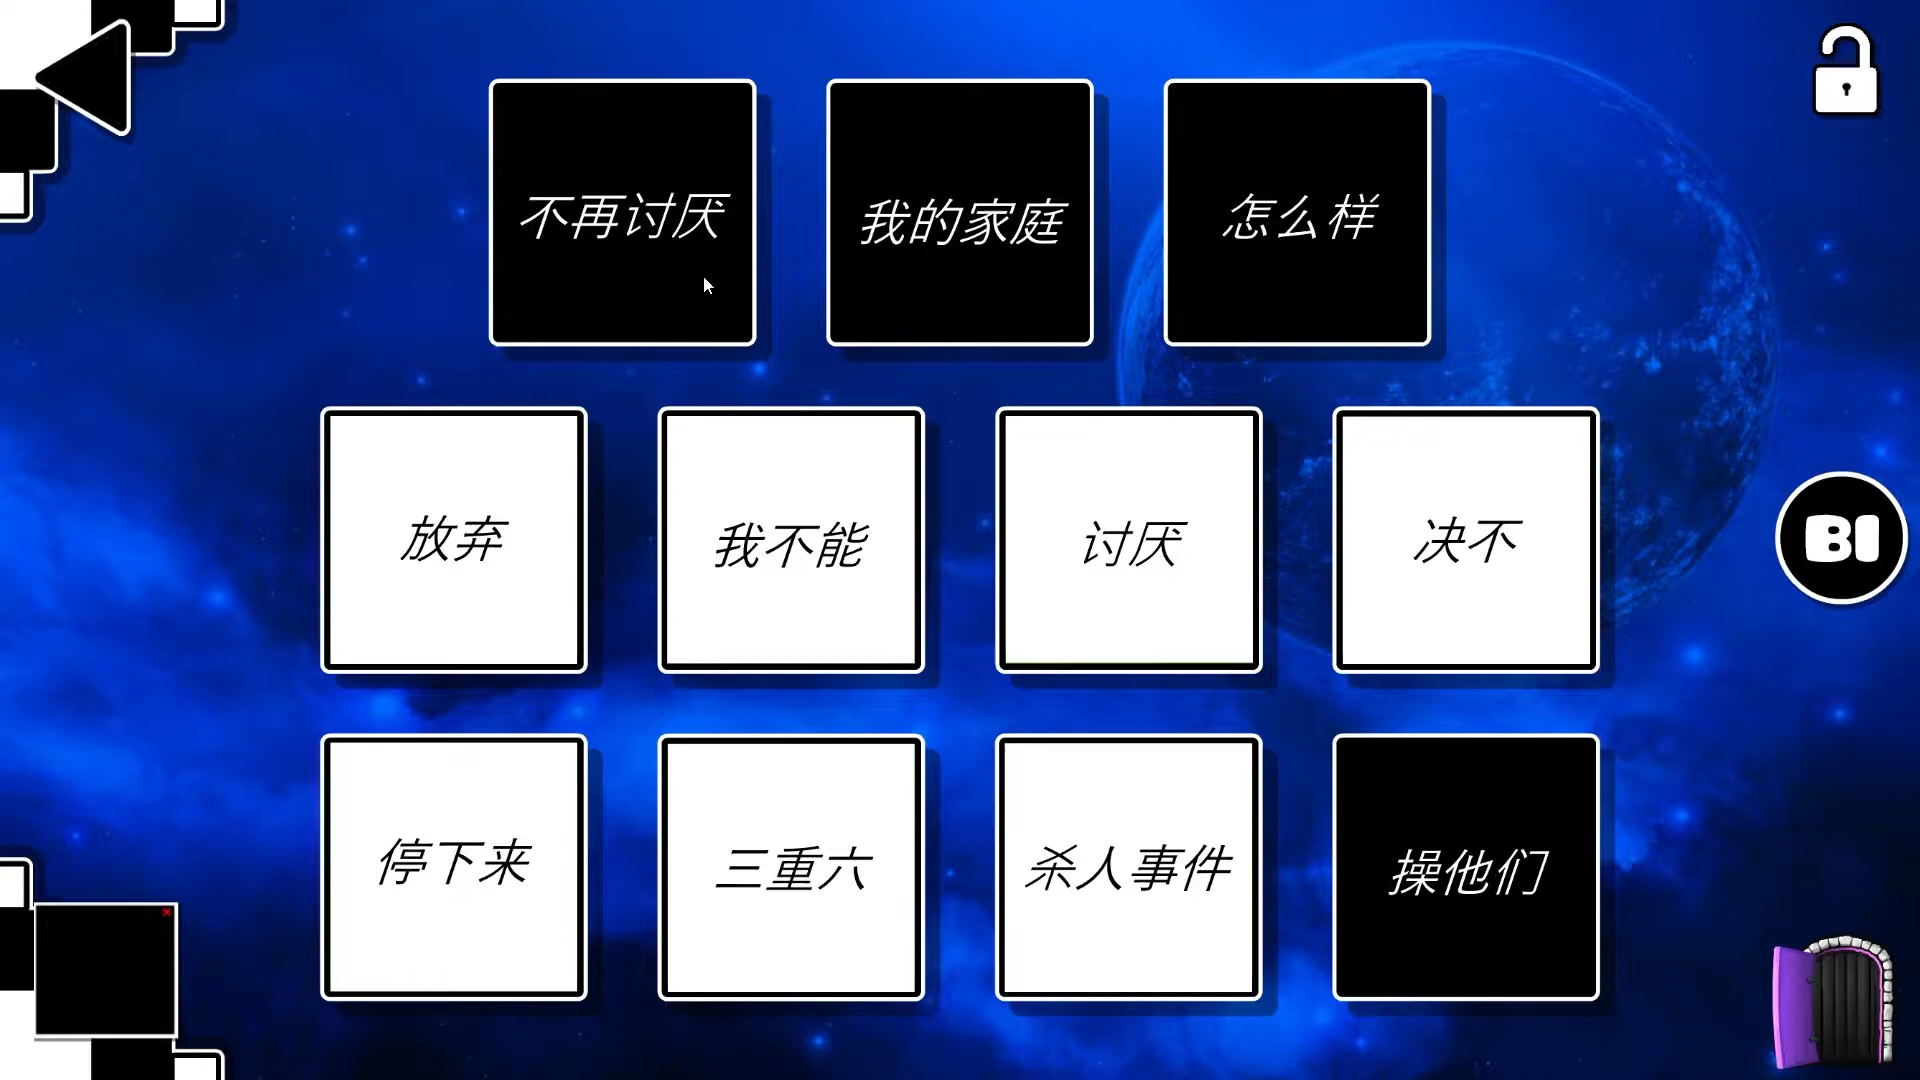 不再讨厌
我的家庭
怎么样
放弃
我不能
讨厌
决不
BI
停下来
三重六
杀人事件
操他们